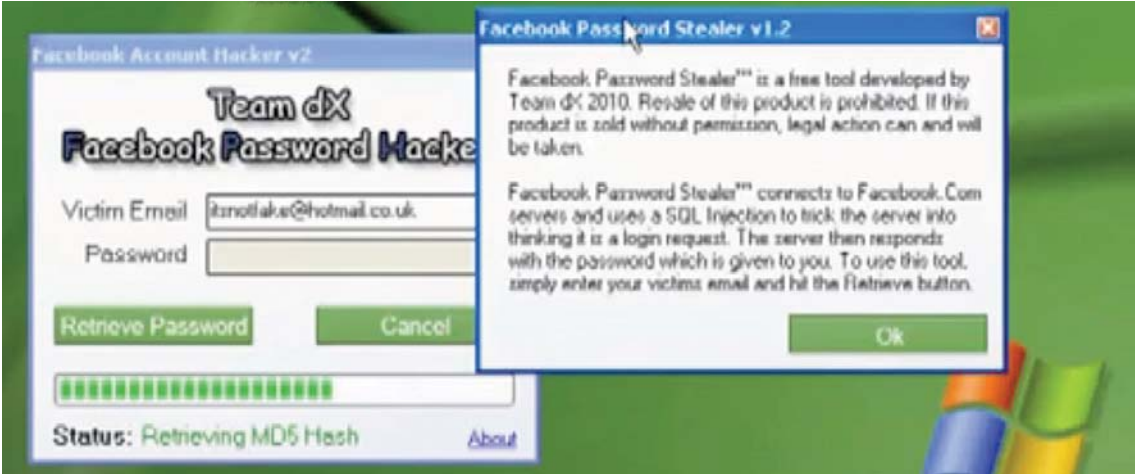 Facebook Account Hacker v2
Team dX
Facebook Password Hacke
Victim Email itsnotfake@hotmail.co.uk
Password
Retrieve Password Cancel
Status: Retrieving MD5 Hash About
Facebook Password Stealer v1.2
Facebook Password Stealer™ is a free tool developed by
Team dX 2010. Resale of this product is prohibited. If this
product is sold without permission, legal action can and will
be taken.
Facebook Password Stealer™ connects to Facebook.Com
servers and uses a SQL Injection to trick the server into
thinking it is a login request. The server then responds
with the password which is given to you. To use this tool,
simply enter your victims email and hit the Retrieve button.
Ok